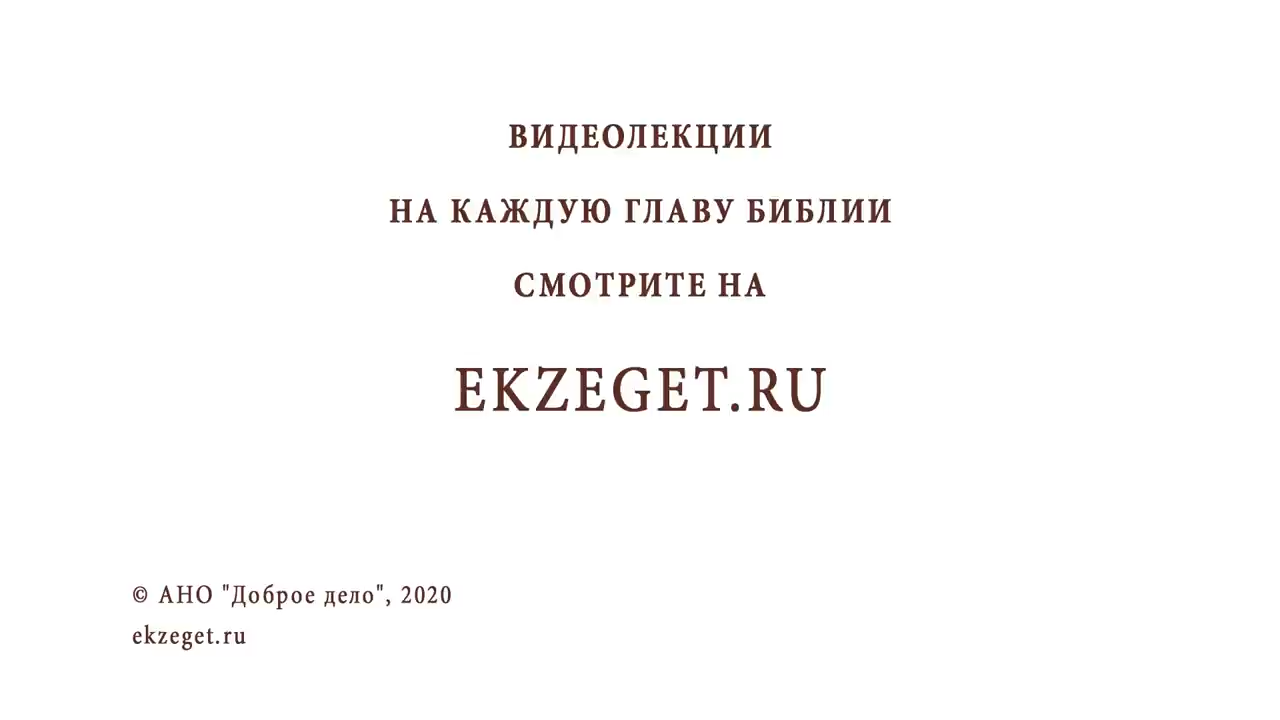 ВИДЕОЛЕКЦИИ
НА КАЖДУЮ ГЛАВУ БИБЛИИ
СМОТРИТЕ НА
EKZEGET.RU
© АНО "Доброе дело", 2020
ekzeget.ru